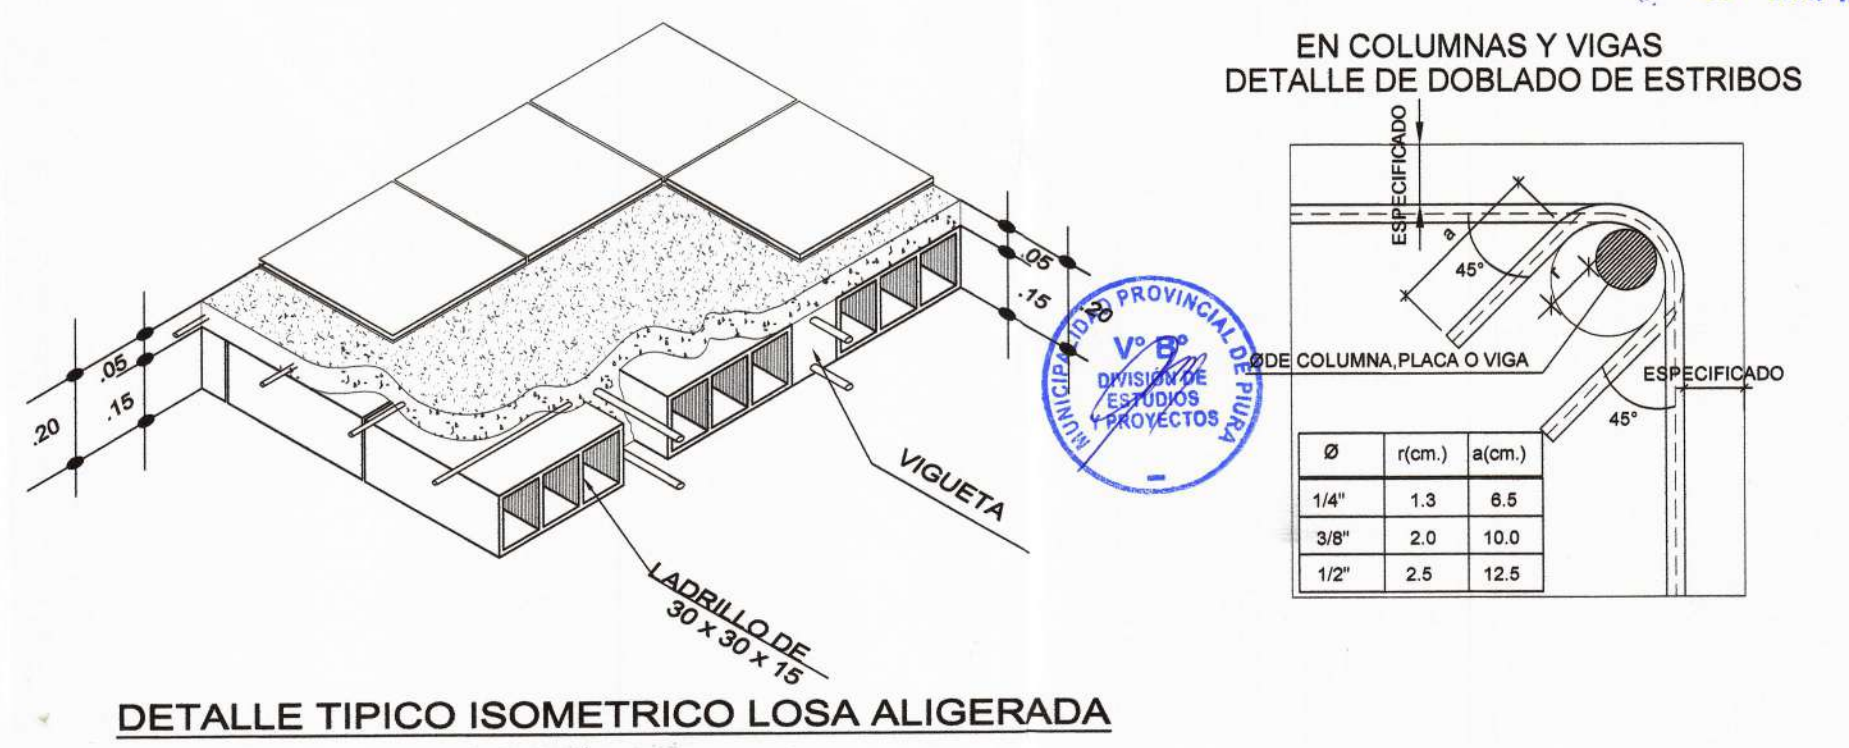 EN COLUMNAS Y VIGAS
DETALLE DE DOBLADO DE ESTRIBOS
ESPECIFICADO
a
45°
r
ØDE COLUMNA,PLACA O VIGA
ESPECIFICADO
45°
Ø r(cm.) a(cm.)
1/4" 1.3 6.5
3/8" 2.0 10.0
1/2" 2.5 12.5
.05
.15
.20
.05
.15
.20
MUNICIPALIDAD PROVINCIAL DE PIURA
V° B°
DIVISIÓN DE
ESTUDIOS
Y PROYECTOS
VIGUETA
LADRILLO DE
30 x 30 x 15
DETALLE TIPICO ISOMETRICO LOSA ALIGERADA